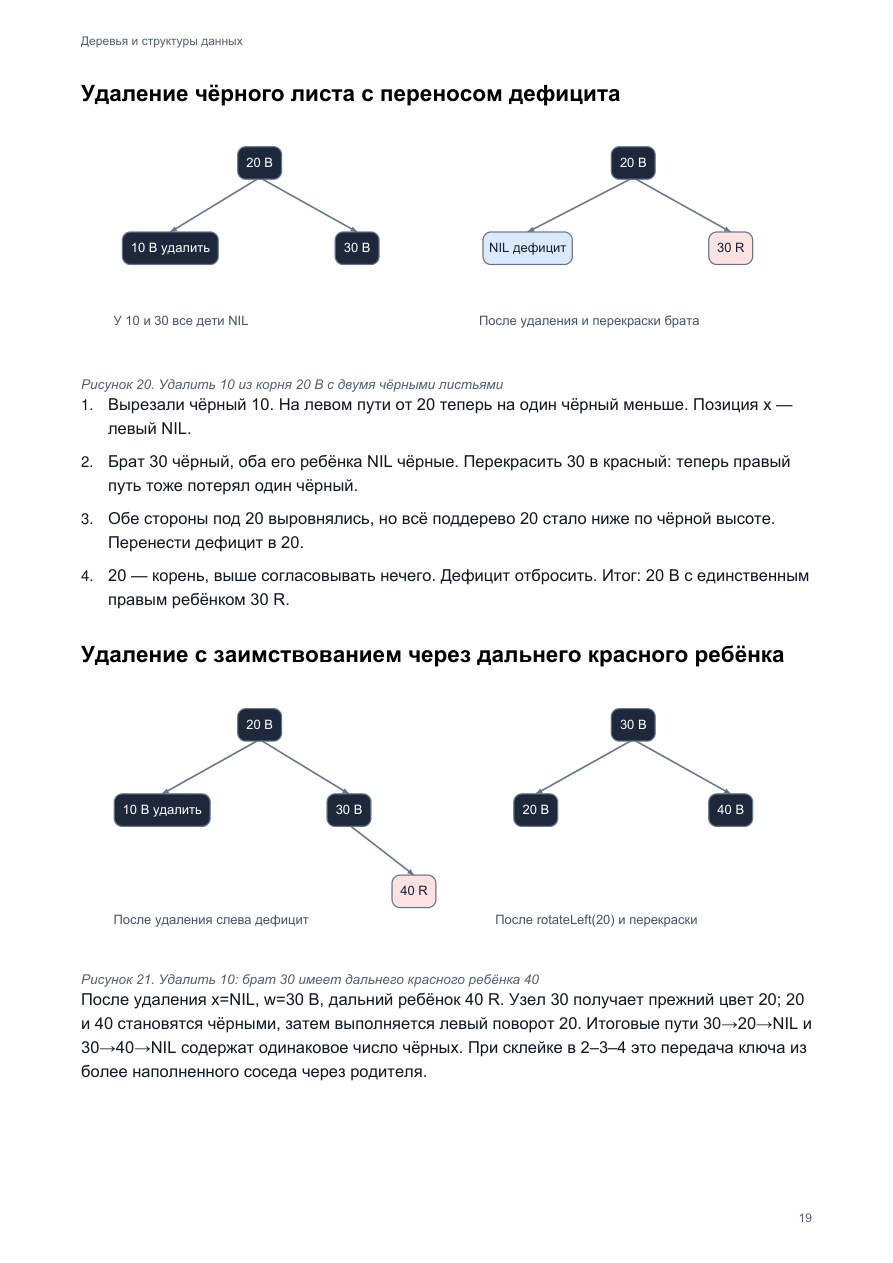 Деревья и структуры данных
Удаление чёрного листа с переносом дефицита
20 B
20 B
10 B удалить
30 B
NIL дефицит
30 R
У 10 и 30 все дети NIL
После удаления и перекраски брата
Рисунок 20. Удалить 10 из корня 20 B с двумя чёрными листьями
1. Вырезали чёрный 10. На левом пути от 20 теперь на один чёрный меньше. Позиция x —
левый NIL.
2. Брат 30 чёрный, оба его ребёнка NIL чёрные. Перекрасить 30 в красный: теперь правый
путь тоже потерял один чёрный.
3. Обе стороны под 20 выровнялись, но всё поддерево 20 стало ниже по чёрной высоте.
Перенести дефицит в 20.
4. 20 — корень, выше согласовывать нечего. Дефицит отбросить. Итог: 20 B с единственным
правым ребёнком 30 R.
Удаление с заимствованием через дальнего красного ребёнка
20 B
30 B
10 B удалить
30 B
20 B
40 B
40 R
После удаления слева дефицит
После rotateLeft(20) и перекраски
Рисунок 21. Удалить 10: брат 30 имеет дальнего красного ребёнка 40
После удаления x=NIL, w=30 B, дальний ребёнок 40 R. Узел 30 получает прежний цвет 20; 20
и 40 становятся чёрными, затем выполняется левый поворот 20. Итоговые пути 30→20→NIL и
30→40→NIL содержат одинаковое число чёрных. При склейке в 2–3–4 это передача ключа из
более наполненного соседа через родителя.
19